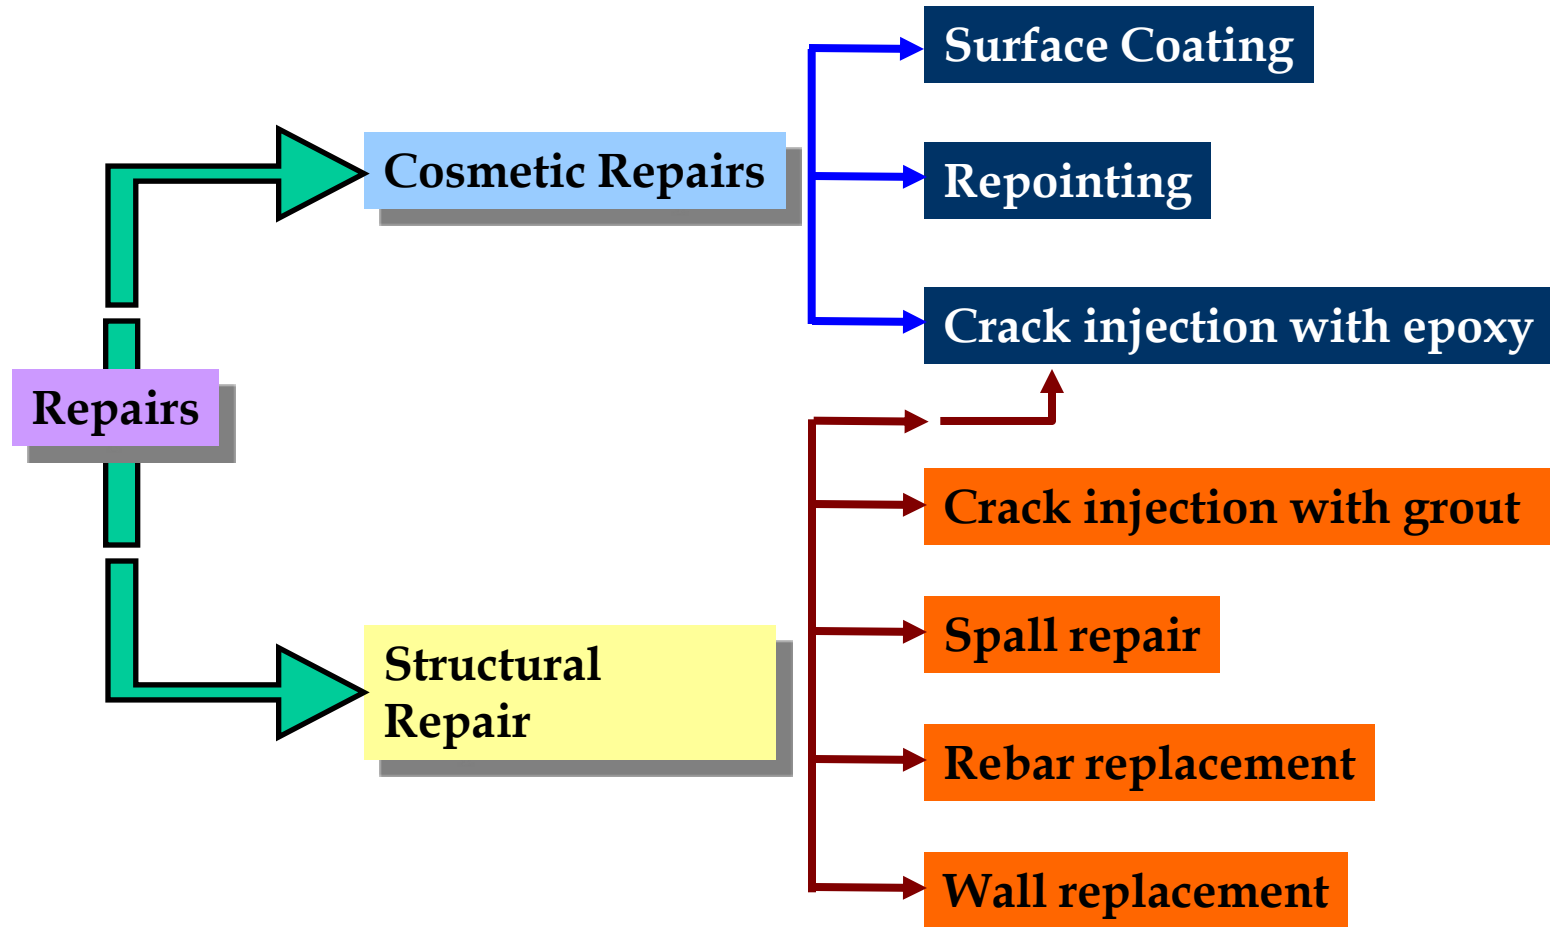 Surface Coating
Cosmetic Repairs
Repointing
Crack injection with epoxy
Repairs
Crack injection with grout
Spall repair
Structural
Repair
Rebar replacement
Wall replacement